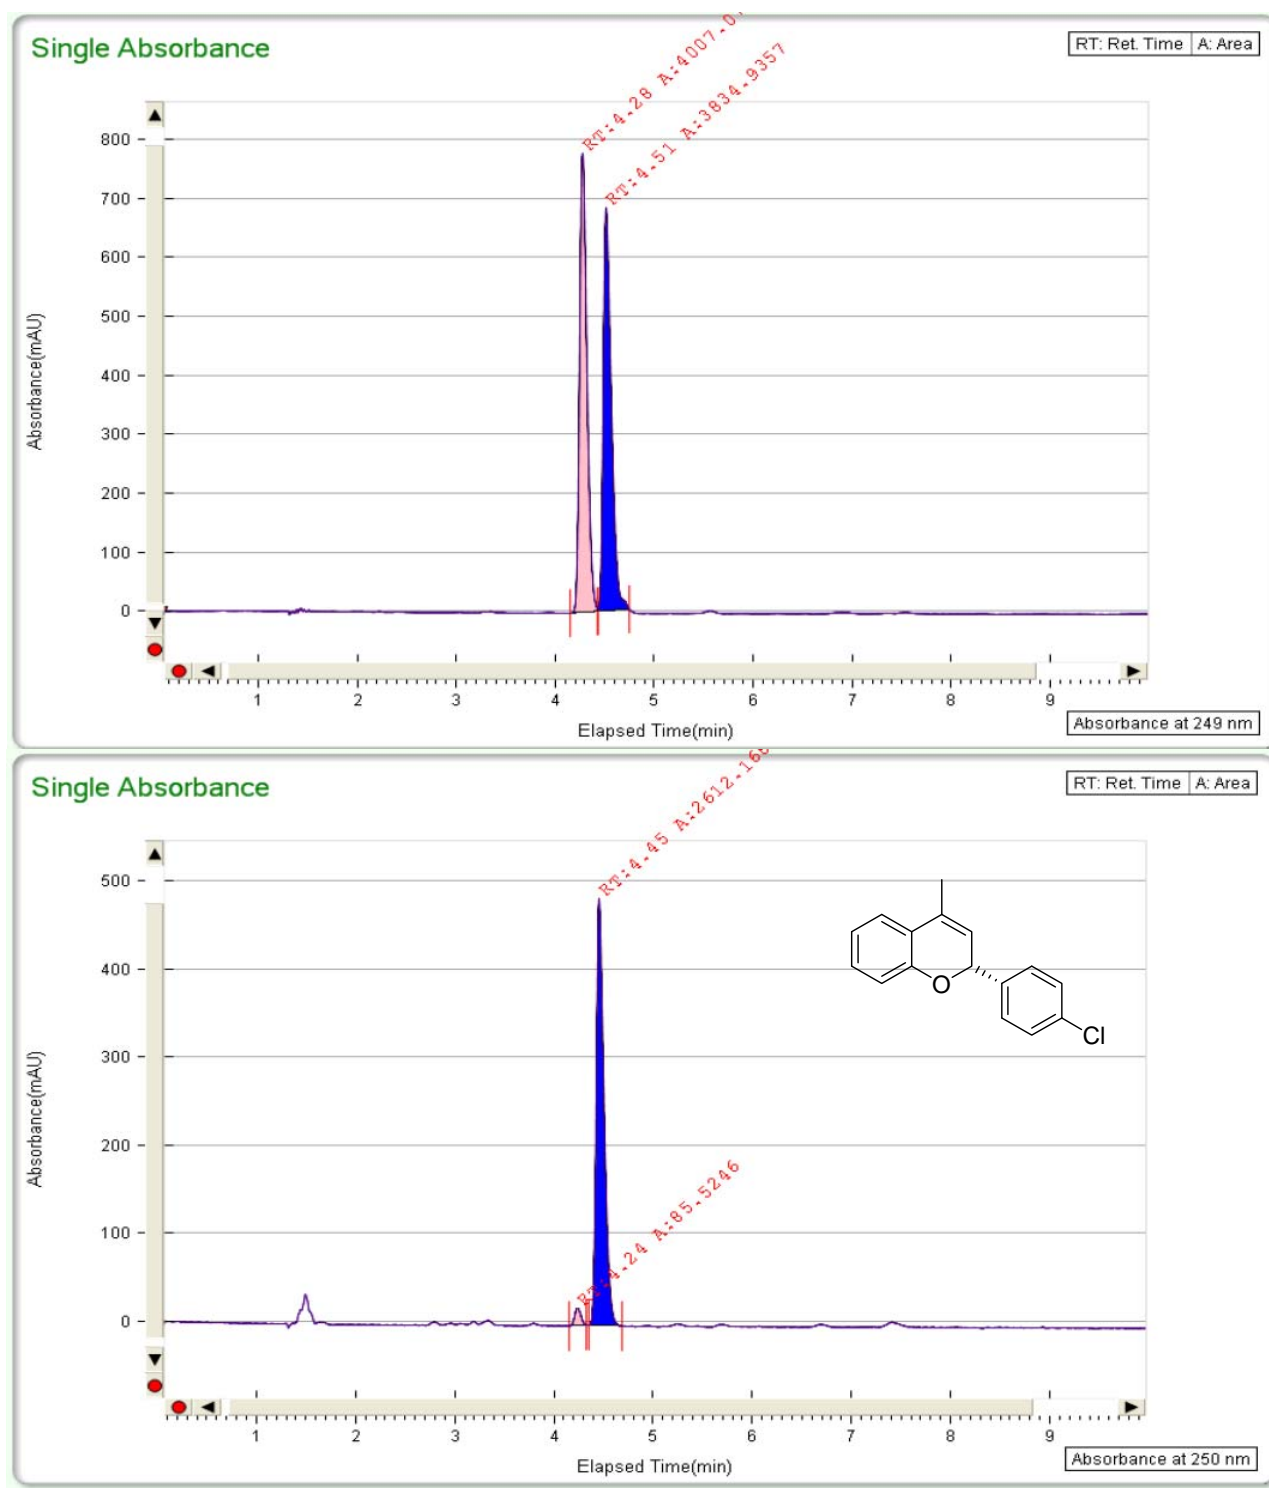 Single Absorbance
RT: Ret. Time A: Area
RT:4.28 A:4007.0
RT:4.51 A:3834.9357
800
700
600
500
400
300
200
100
0
Absorbance(mAU)
1 2 3 4 5 6 7 8 9
Elapsed Time(min)
Absorbance at 249 nm
Single Absorbance
RT: Ret. Time A: Area
RT:4.45 A:2612.16
RT:4.24 A:85.5246
500
400
300
200
100
0
Absorbance(mAU)
O
Cl
1 2 3 4 5 6 7 8 9
Elapsed Time(min)
Absorbance at 250 nm